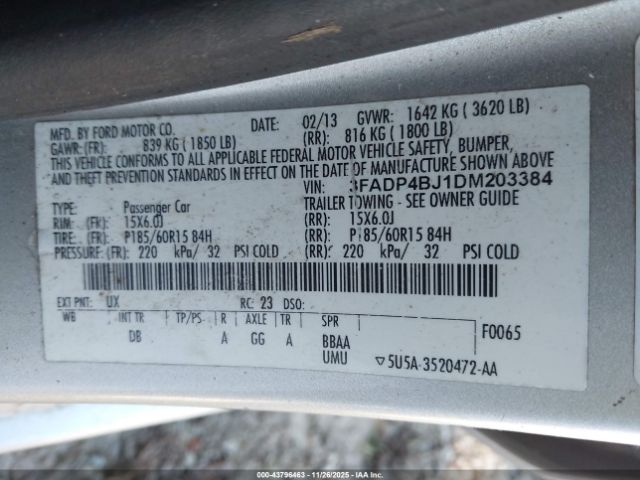 MFD. BY FORD MOTOR CO. DATE: 02/13 GVWR: 1642 KG ( 3620 LB)
GAWR: (FR): 839 KG ( 1850 LB) (RR): 816 KG ( 1800 LB)
THIS VEHICLE CONFORMS TO ALL APPLICABLE FEDERAL MOTOR VEHICLE SAFETY, BUMPER,
AND THEFT PREVENTION STANDARDS IN EFFECT ON THE DATE OF MANUFACTURE SHOWN ABOVE
VIN: 3FADP4BJ1DM203384
TYPE: Passenger Car TRAILER TOWING - SEE OWNER GUIDE
RIM: (FR) 15X6.0J (RR): 15X6.0J
TIRE: (FR) P185/60R15 84H (RR): P185/60R15 84H
PRESSURE: (FR): 220 kPa/ 32 PSI COLD (RR): 220 kPa/ 32 PSI COLD
EXT PNT: UX RC: 23 DSO:
WB INT TR TP/PS R AXLE TR SPR F0065
DB A GG A BBAA
UMU ▽5U5A-3520472-AA
00-43796463 - 11/26/2025 - IAAI.COM